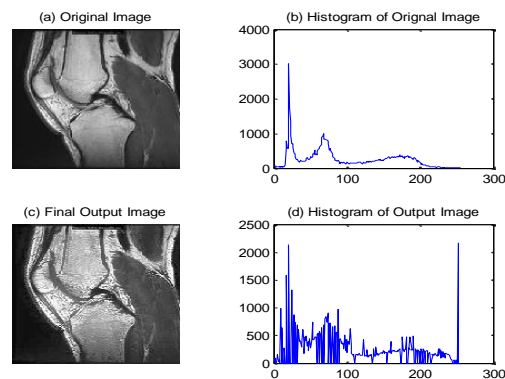 (a) Original Image
(b) Histogram of Orignal Image
4000
3000
2000
1000
0
0 100 200 300
(c) Final Output Image
(d) Histogram of Output Image
2500
2000
1500
1000
500
0
0 100 200 300